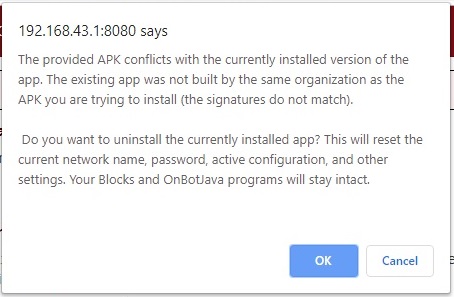 192.168.43.1:8080 says
The provided APK conflicts with the currently installed version of the
app. The existing app was not built by the same organization as the
APK you are trying to install (the signatures do not match).
Do you want to uninstall the currently installed app? This will reset the
current network name, password, active configuration, and other
settings. Your Blocks and OnBotJava programs will stay intact.
OK
Cancel